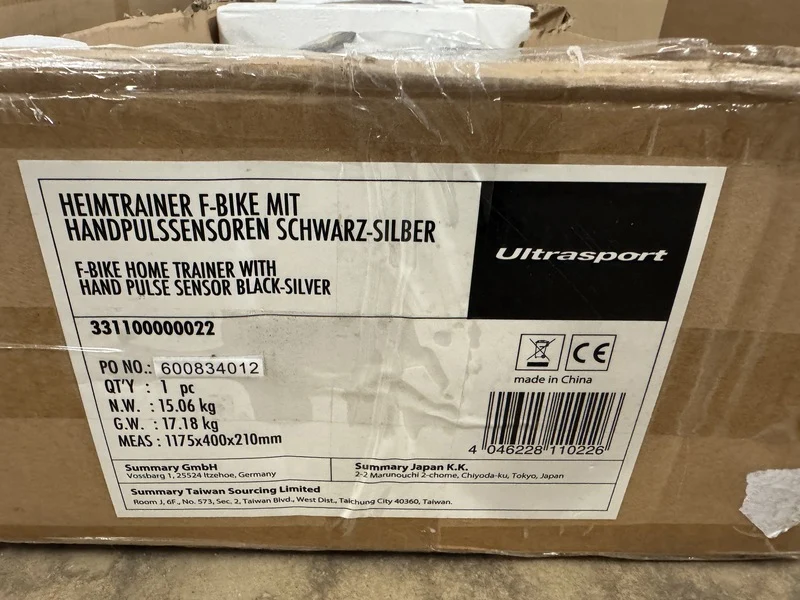 HEIMTRAINER F-BIKE MIT
HANDPULSSENSOREN SCHWARZ-SILBER
F-BIKE HOME TRAINER WITH
HAND PULSE SENSOR BLACK-SILVER
Ultrasport
331100000022
PO NO.: 600834012
QT'Y : 1 pc
N.W. : 15.06 kg
G.W. : 17.18 kg
MEAS : 1175x400x210mm
CE
made in China
4 046228 110226
Summary GmbH
Vossbarg 1, 25524 Itzehoe, Germany
Summary Japan K.K.
2-2 Marunouchi 2-chome, Chiyoda-ku, Tokyo, Japan
Summary Taiwan Sourcing Limited
Room J, 6F., No. 573, Sec. 2, Taiwan Blvd., West Dist., Taichung City 40360, Taiwan.